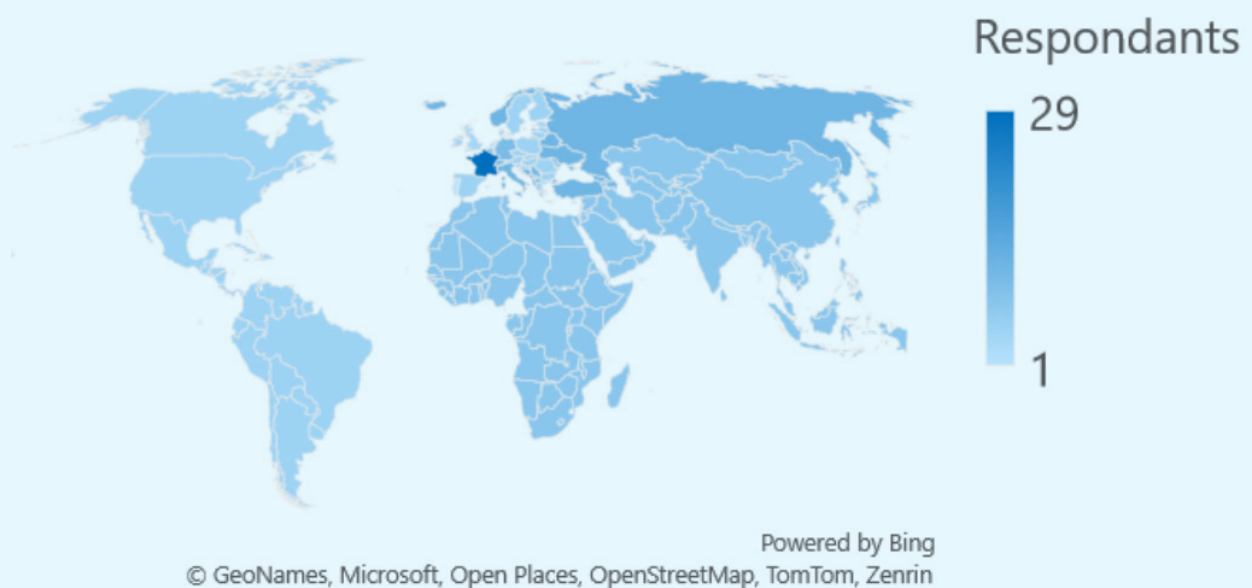 Respondants
29
1
Powered by Bing
© GeoNames, Microsoft, Open Places, OpenStreetMap, TomTom, Zenrin